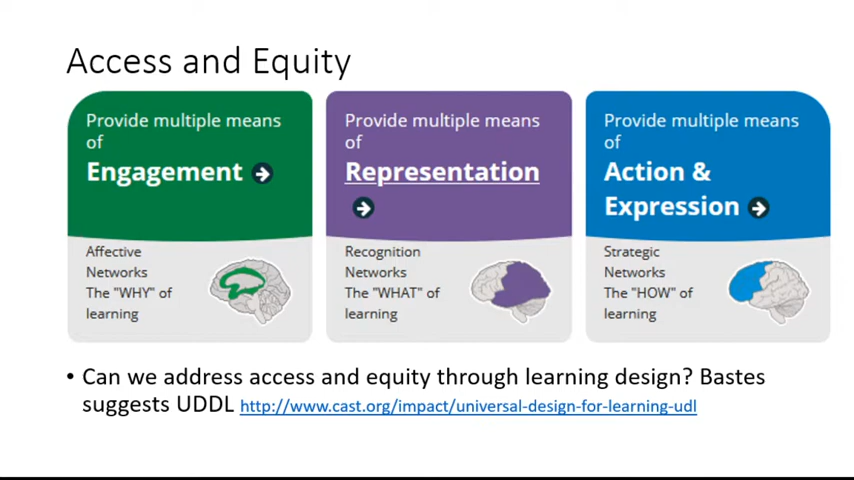 Access and Equity
Provide multiple means
of
Engagement
Affective
Networks
The "WHY" of
learning
Provide multiple means
of
Representation
Recognition
Networks
The "WHAT" of
learning
Provide multiple means
of
Action &
Expression
Strategic
Networks
The "HOW" of
learning
• Can we address access and equity through learning design? Bastes
suggests UDDL http://www.cast.org/impact/universal-design-for-learning-udl